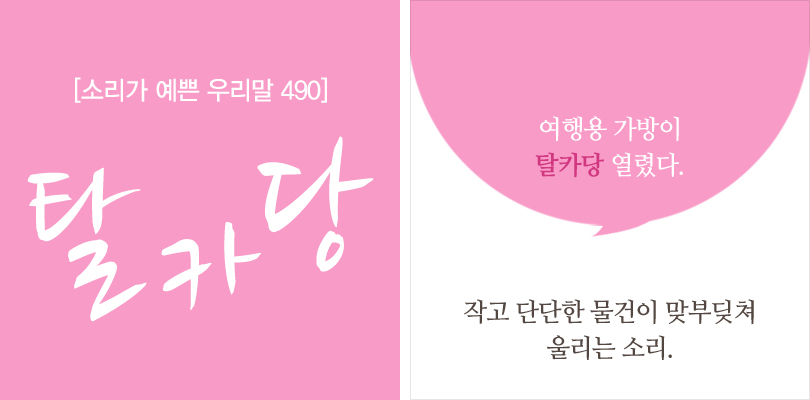 [소리가 예쁜 우리말 490]
탈카당
여행용 가방이
탈카당 열렸다.
작고 단단한 물건이 맞부딪쳐
울리는 소리.